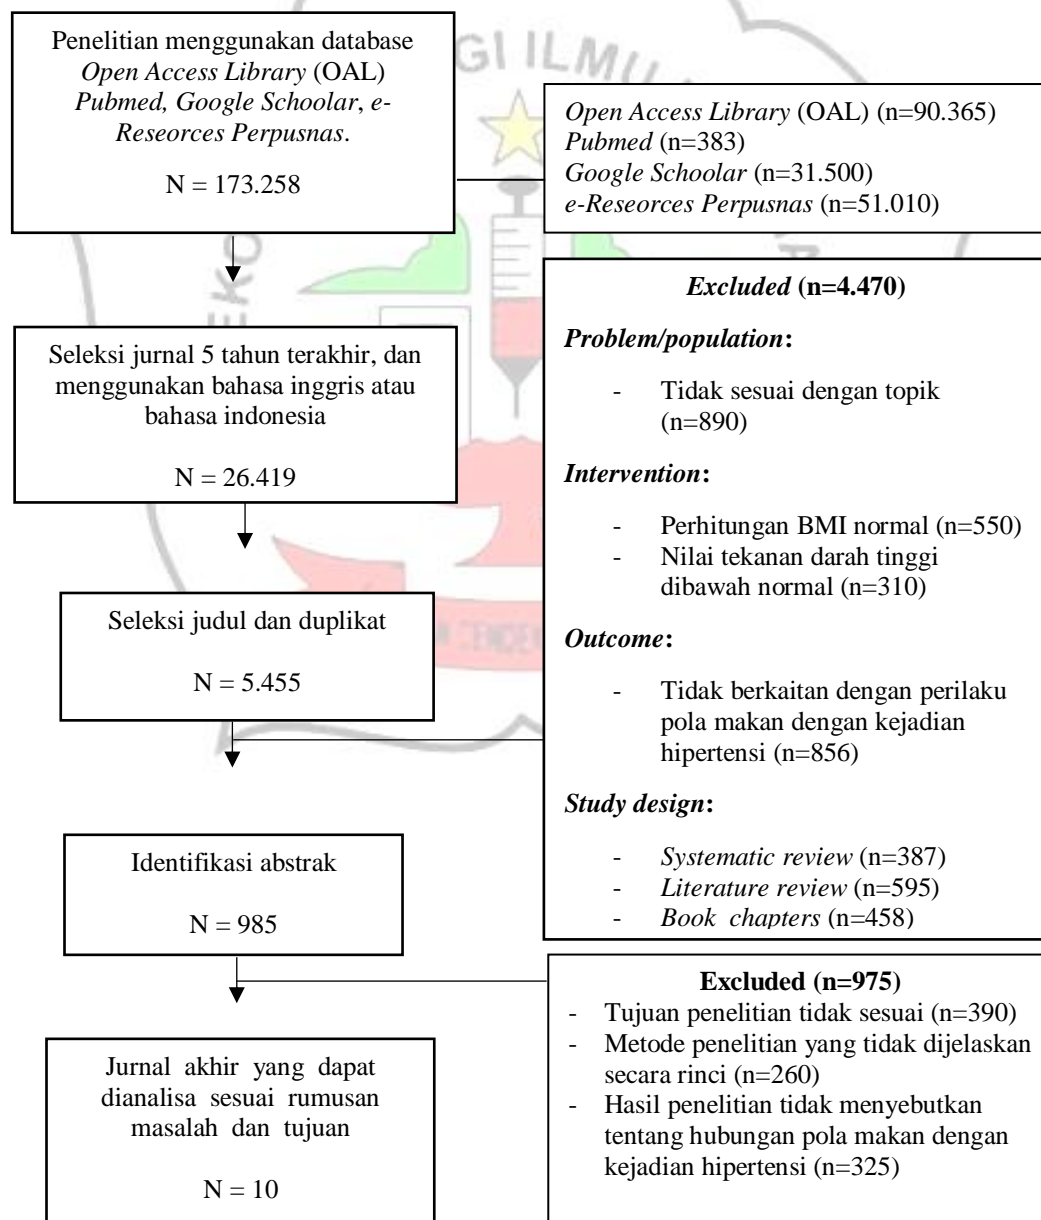 Penelitian menggunakan database
Open Access Library (OAL)
Pubmed, Google Schoolar, e-
Reseorces Perpusnas.
N = 173.258
Open Access Library (OAL) (n=90.365)
Pubmed (n=383)
Google Schoolar (n=31.500)
e-Reseorces Perpusnas (n=51.010)
Seleksi jurnal 5 tahun terakhir, dan
menggunakan bahasa inggris atau
bahasa indonesia
N = 26.419
Seleksi judul dan duplikat
N = 5.455
Excluded (n=4.470)
Problem/population:
- Tidak sesuai dengan topik
(n=890)
Intervention:
- Perhitungan BMI normal (n=550)
- Nilai tekanan darah tinggi
dibawah normal (n=310)
Outcome:
- Tidak berkaitan dengan perilaku
pola makan dengan kejadian
hipertensi (n=856)
Study design:
- Systematic review (n=387)
- Literature review (n=595)
- Book chapters (n=458)
Identifikasi abstrak
N = 985
Excluded (n=975)
- Tujuan penelitian tidak sesuai (n=390)
- Metode penelitian yang tidak dijelaskan
secara rinci (n=260)
- Hasil penelitian tidak menyebutkan
tentang hubungan pola makan dengan
kejadian hipertensi (n=325)
Jurnal akhir yang dapat
dianalisa sesuai rumusan
masalah dan tujuan
N = 10